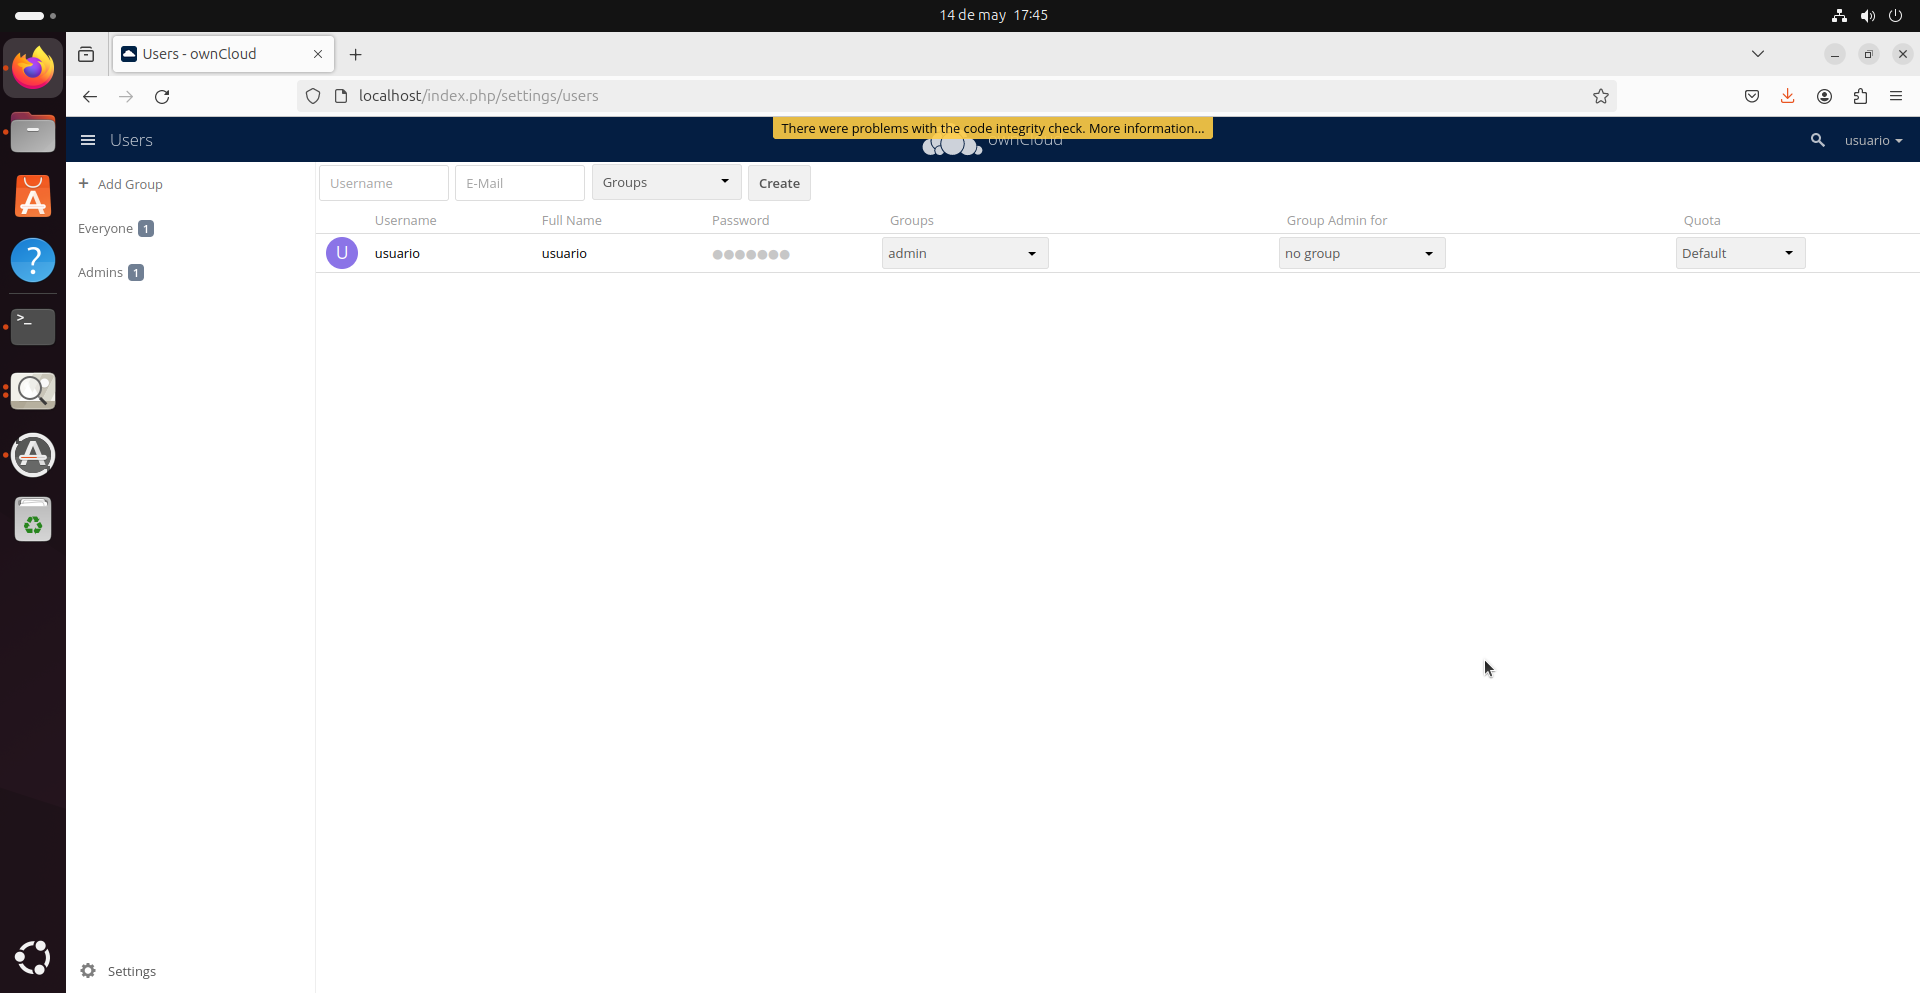 14 de may 17:45
Users - ownCloud
localhost/index.php/settings/users
There were problems with the code integrity check. More information...
Users
ownCloud
usuario
Add Group
Username
E-Mail
Groups
Create
Username
Full Name
Password
Groups
Group Admin for
Quota
Everyone 1
U
usuario
usuario
admin
no group
Default
Admins 1
Settings